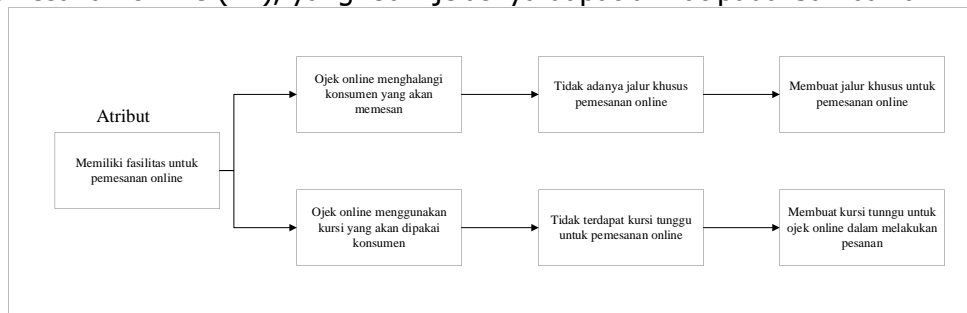 Ojek online menghalangi
konsumen yang akan
memesan
Tidak adanya jalur khusus
pemesanan online
Membuat jalur khusus untuk
pemesanan online
Atribut
Memiliki fasilitas untuk
pemesanan online
Ojek online menggunakan
kursi yang akan dipakai
konsumen
Tidak terdapat kursi tunggu
untuk pemesanan online
Membuat kursi tunngu untuk
ojek online dalam melakukan
pesanan